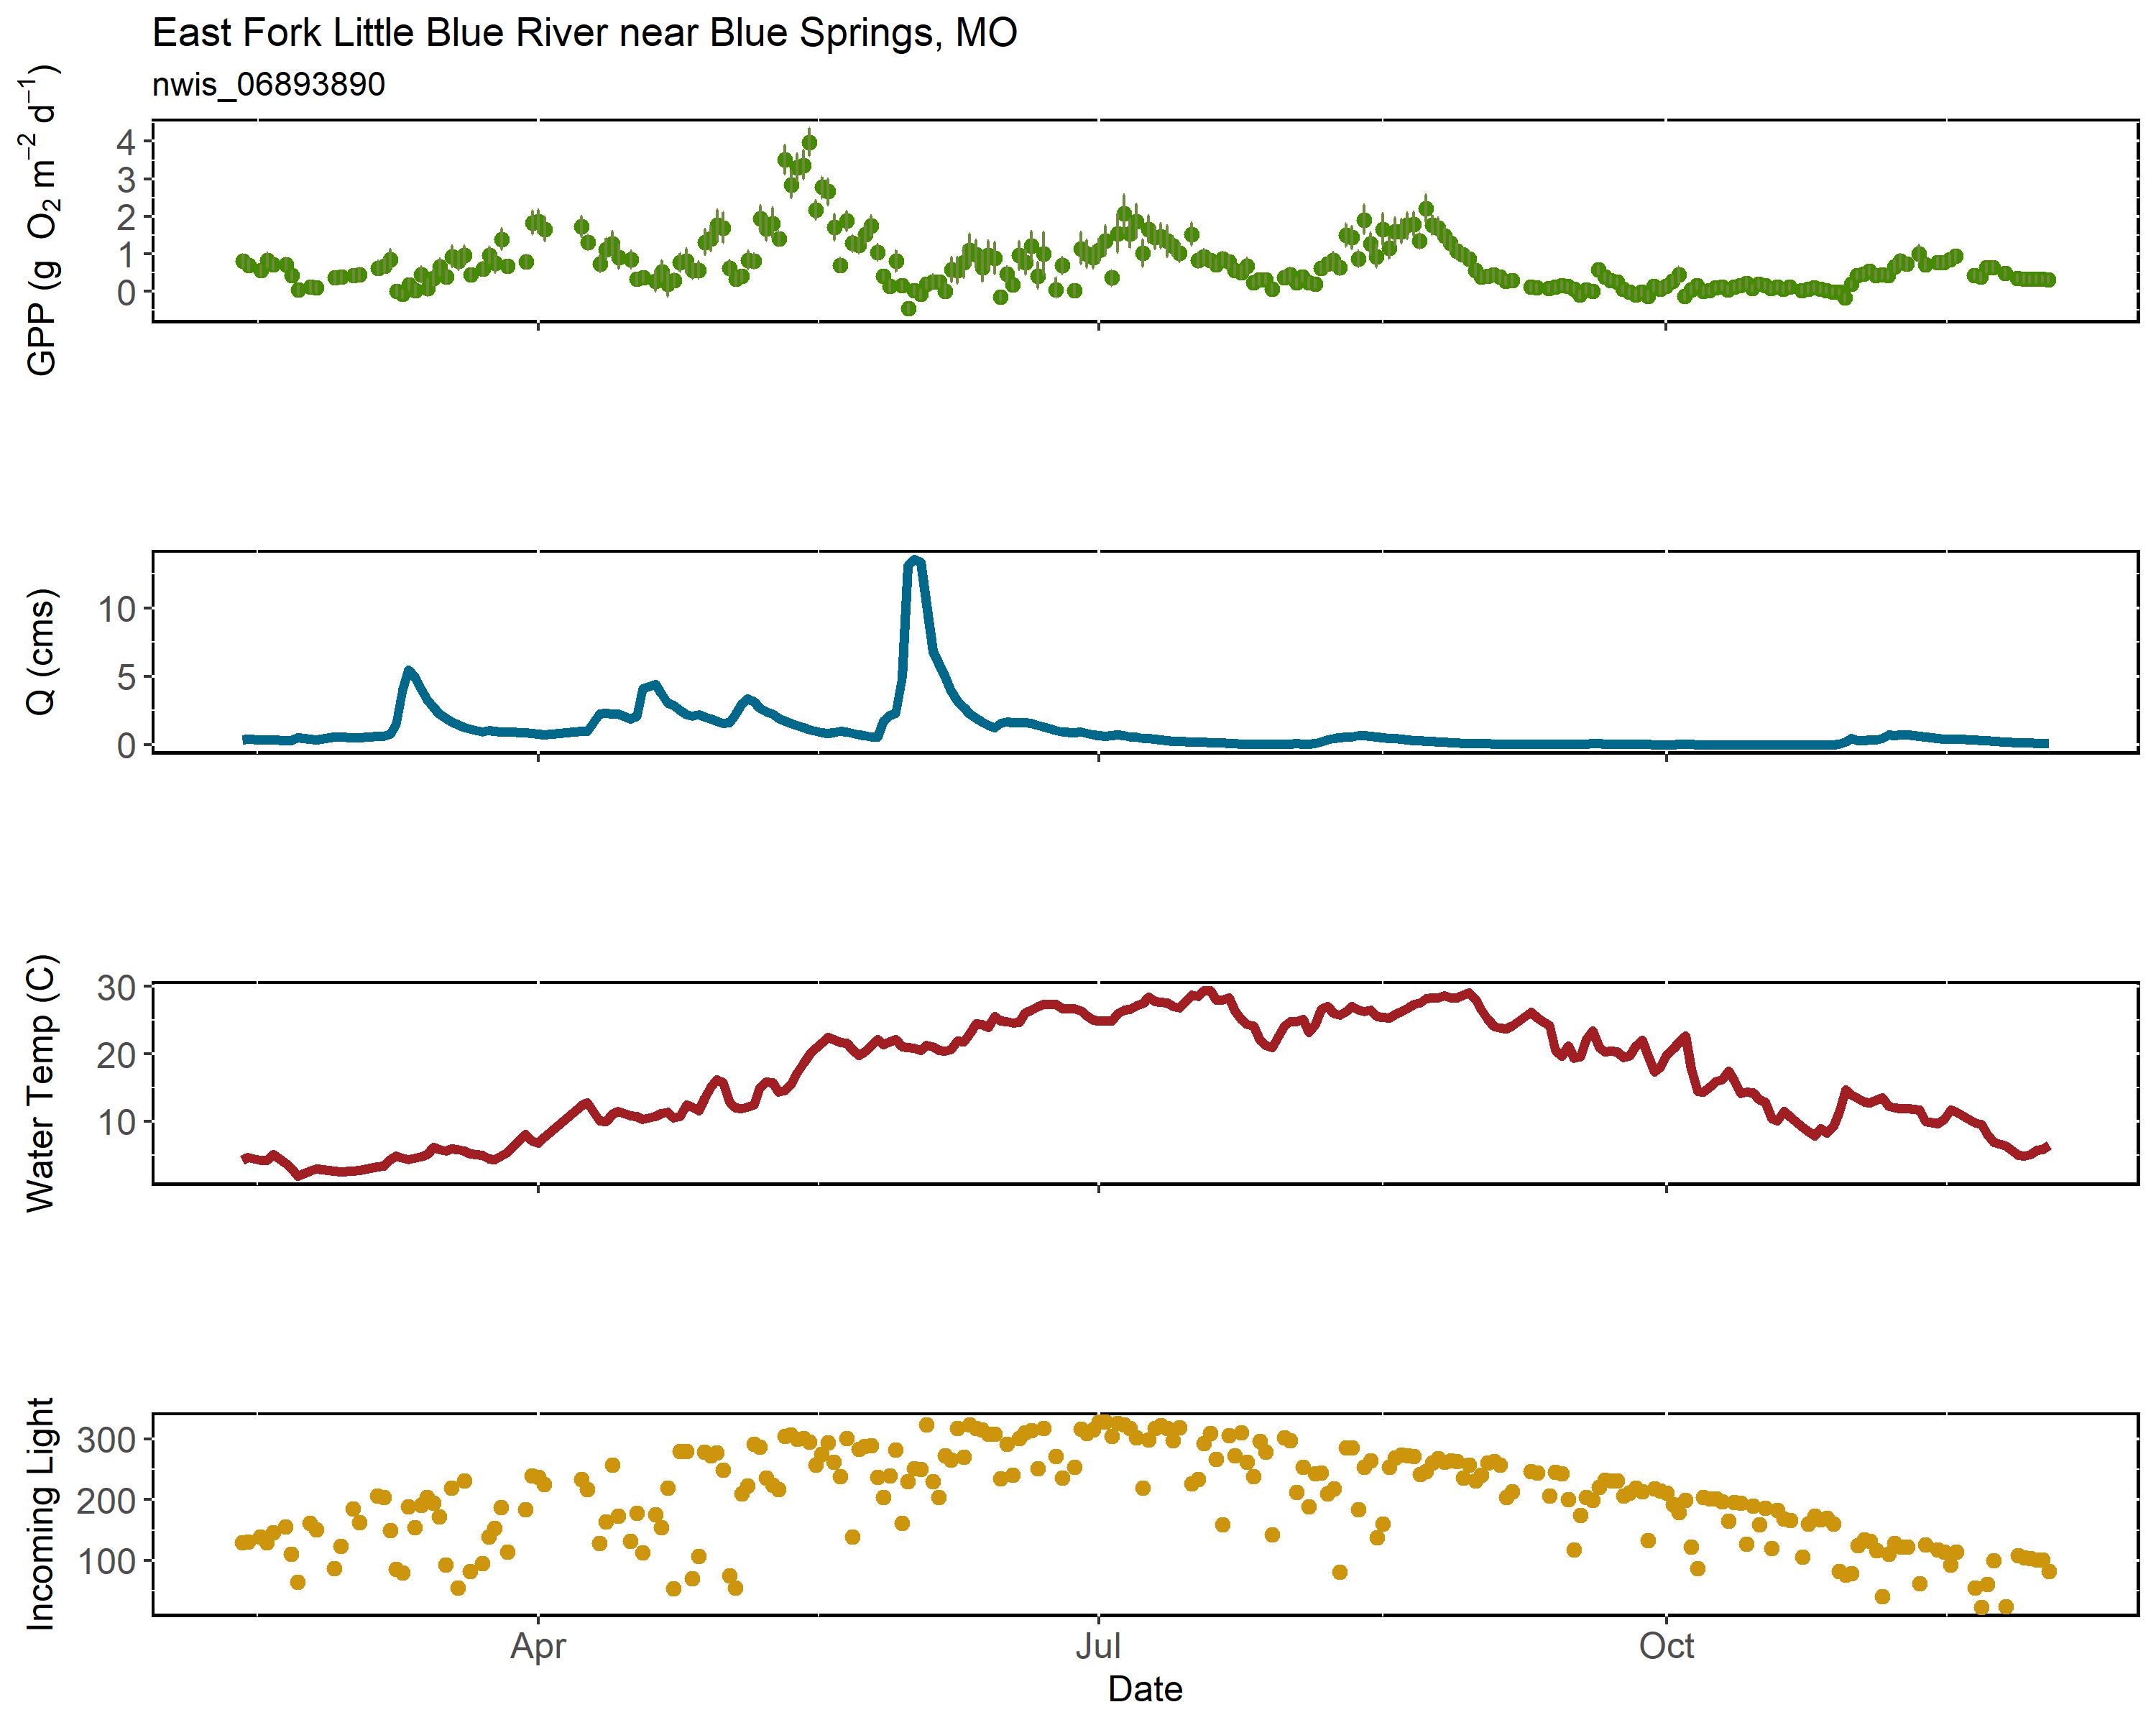 East Fork Little Blue River near Blue Springs, MO
nwis_06893890
GPP (g O₂ m⁻² d⁻¹)
4
3
2
1
0
Q (cms)
10
5
0
Water Temp (C)
30
20
10
Incoming Light
300
200
100
Apr Jul Oct
Date